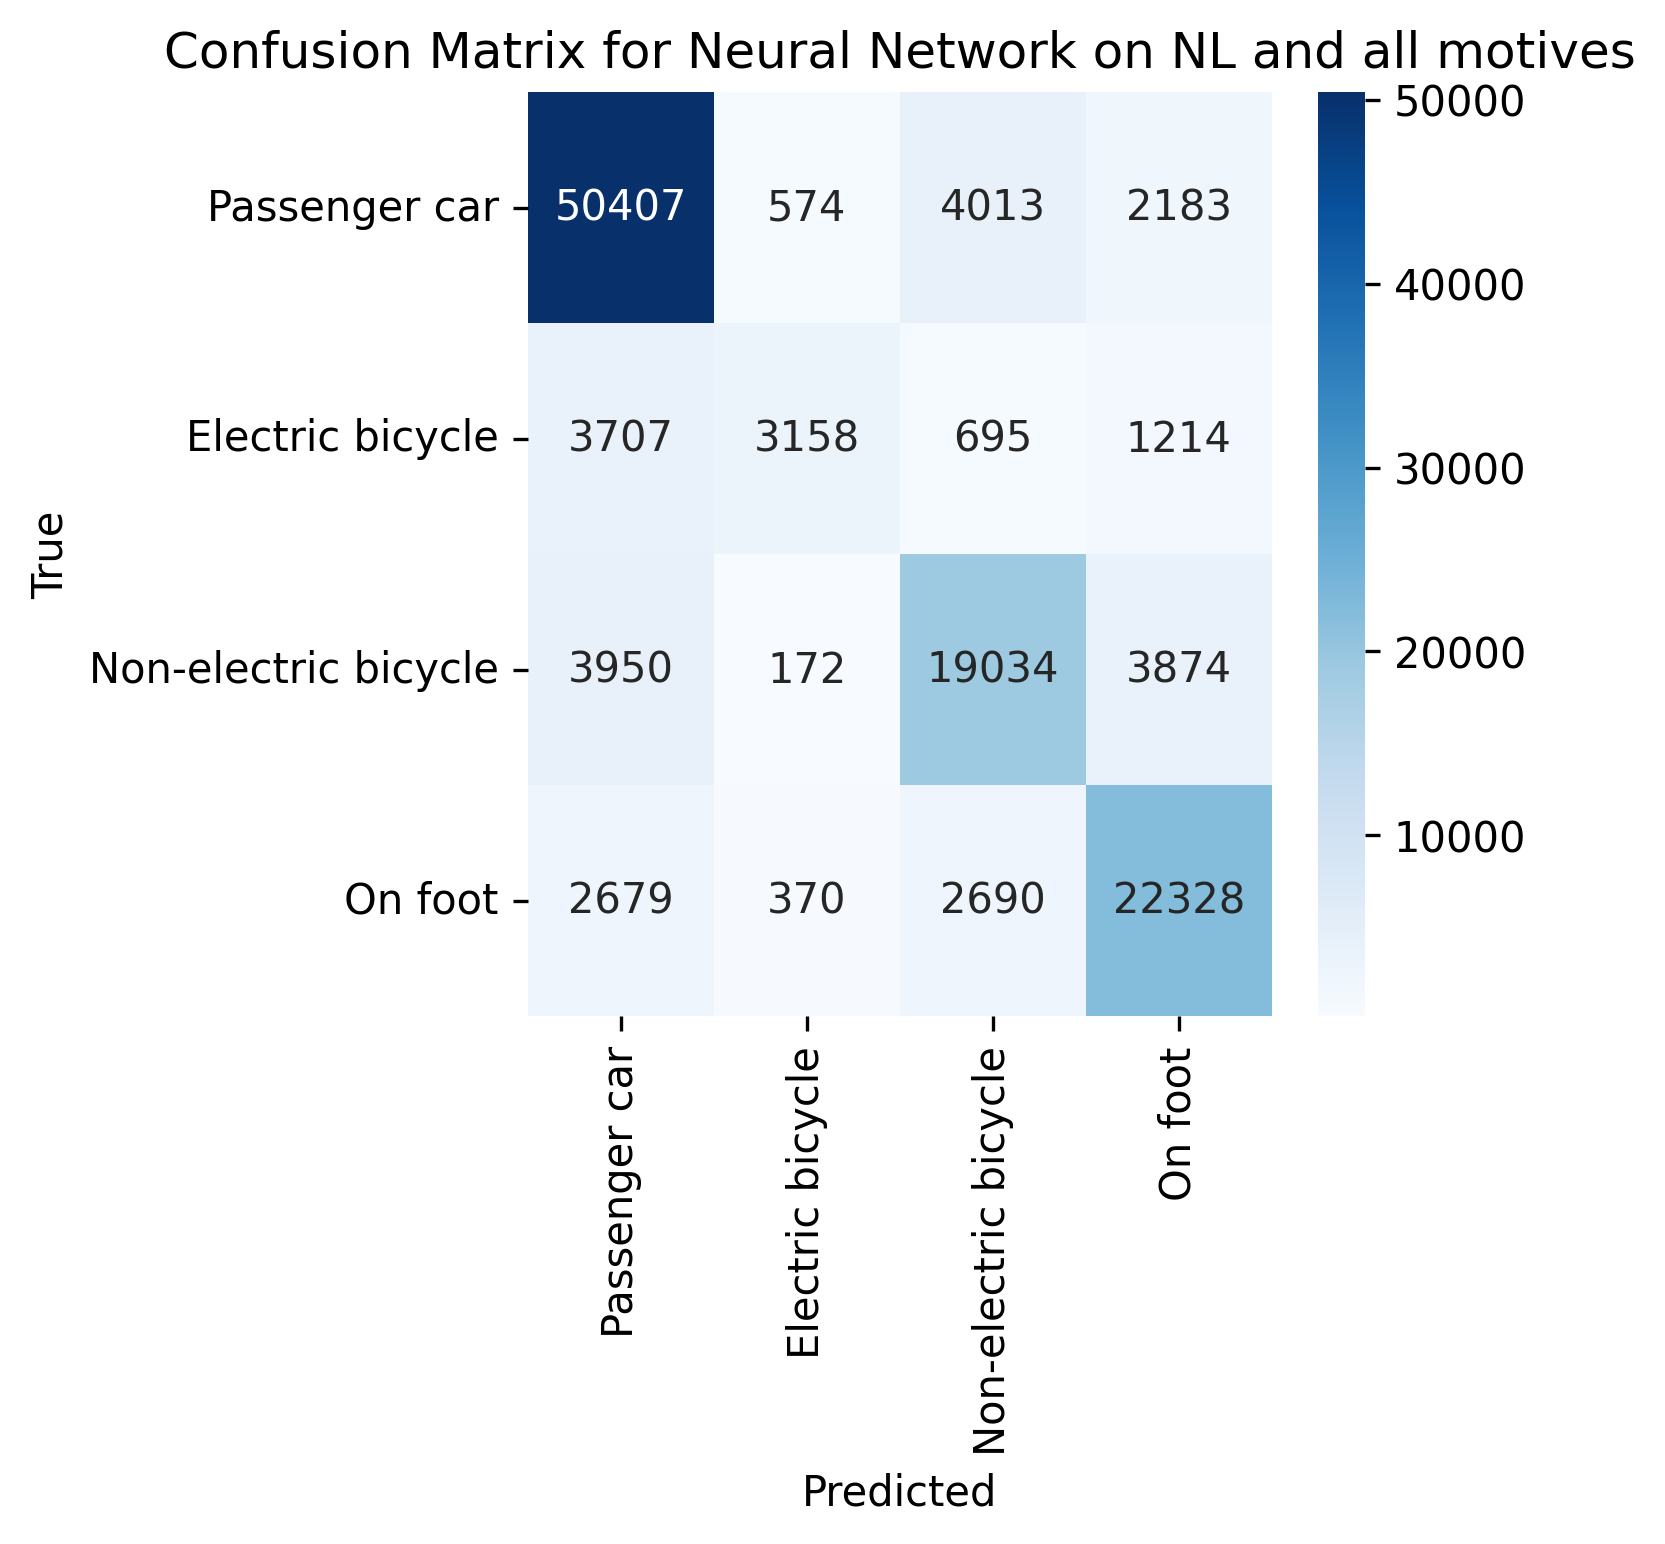 Confusion Matrix for Neural Network on NL and all motives
Passenger car 50407 574 4013 2183
Electric bicycle 3707 3158 695 1214
Non-electric bicycle 3950 172 19034 3874
On foot 2679 370 2690 22328
True
Passenger car
Electric bicycle
Non-electric bicycle
On foot
Predicted
50000
40000
30000
20000
10000